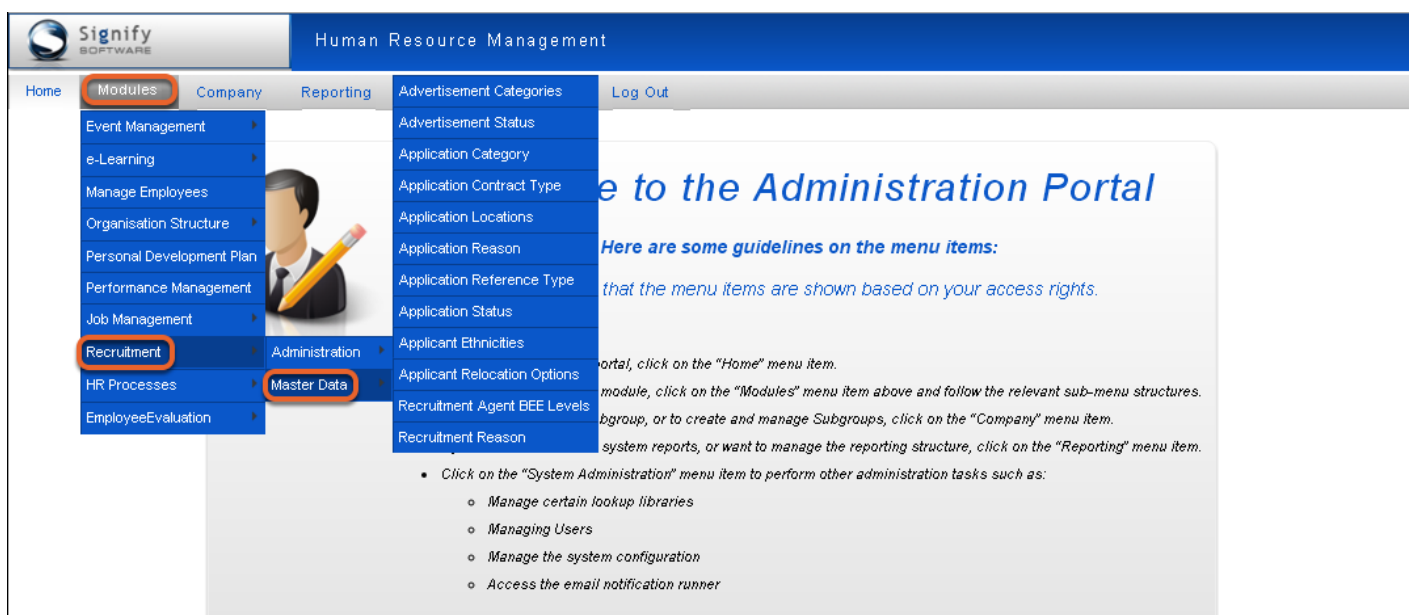 Signify
SOFTWARE
Human Resource Management
Home Modules Company Reporting Log Out
Event Management
e-Learning
Manage Employees
Organisation Structure
Personal Development Plan
Performance Management
Job Management
Recruitment
HR Processes
EmployeeEvaluation
Administration
Master Data
Advertisement Categories
Advertisement Status
Application Category
Application Contract Type
Application Locations
Application Reason
Application Reference Type
Application Status
Applicant Ethnicities
Applicant Relocation Options
Recruitment Agent BEE Levels
Recruitment Reason
e to the Administration Portal
Here are some guidelines on the menu items:
that the menu items are shown based on your access rights.
ortal, click on the "Home" menu item.
module, click on the "Modules" menu item above and follow the relevant sub-menu structures.
bgroup, or to create and manage Subgroups, click on the "Company" menu item.
system reports, or want to manage the reporting structure, click on the "Reporting" menu item.
• Click on the "System Administration" menu item to perform other administration tasks such as:
o Manage certain lookup libraries
o Managing Users
o Manage the system configuration
o Access the email notification runner